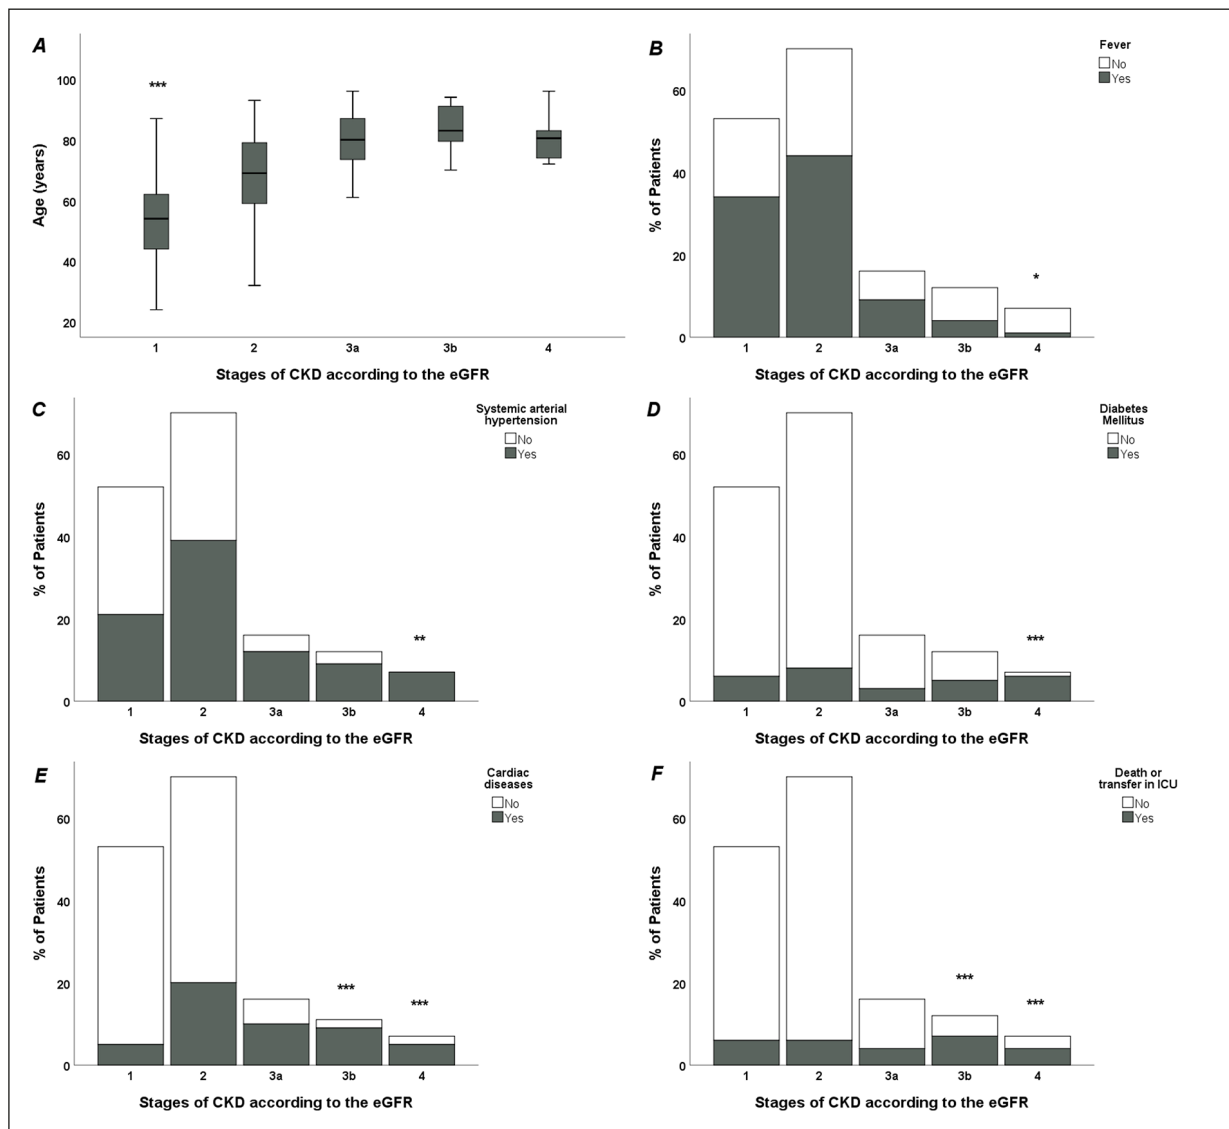 A
***
100
80
60
40
20
Age (years)
1 2 3a 3b 4
Stages of CKD according to the eGFR
B
Fever
No
Yes
60
40
20
0
% of Patients
*
1 2 3a 3b 4
Stages of CKD according to the eGFR
C
Systemic arterial
hypertension
No
Yes
60
40
20
0
% of Patients
**
1 2 3a 3b 4
Stages of CKD according to the eGFR
D
Diabetes
Mellitus
No
Yes
60
40
20
0
% of Patients
***
1 2 3a 3b 4
Stages of CKD according to the eGFR
E
Cardiac
diseases
No
Yes
60
40
20
0
% of Patients
***
***
1 2 3a 3b 4
Stages of CKD according to the eGFR
F
Death or
transfer in ICU
No
Yes
60
40
20
0
% of Patients
***
***
1 2 3a 3b 4
Stages of CKD according to the eGFR